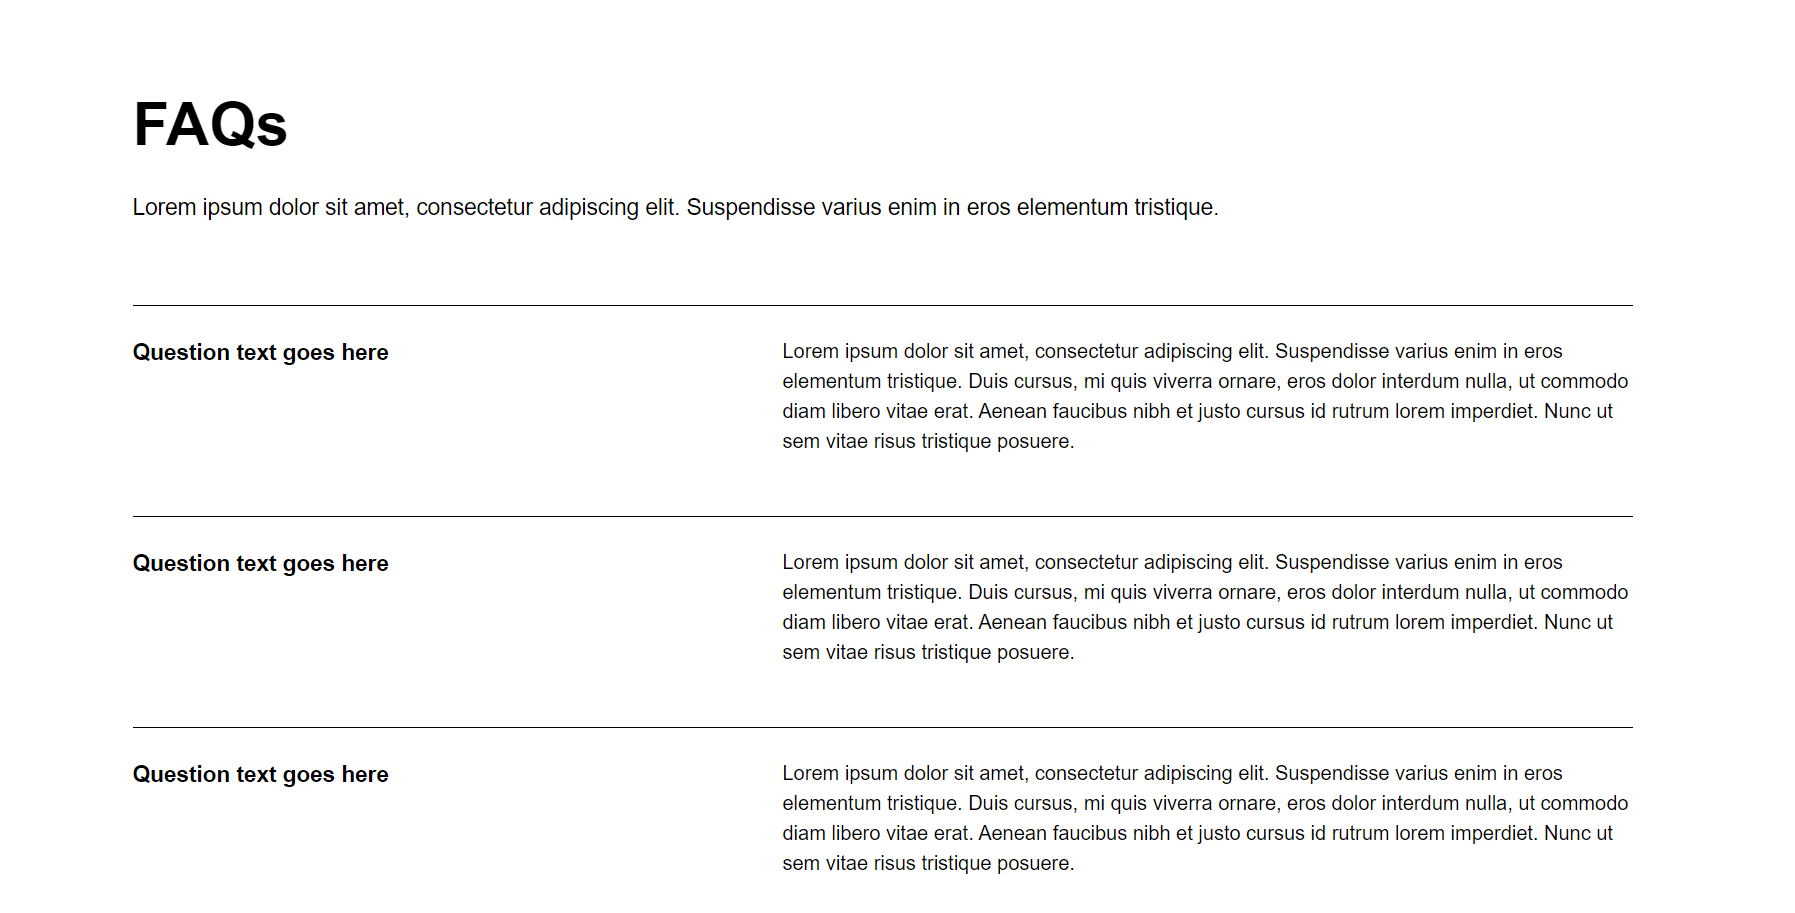 FAQs
Lorem ipsum dolor sit amet, consectetur adipiscing elit. Suspendisse varius enim in eros elementum tristique.
Question text goes here
Lorem ipsum dolor sit amet, consectetur adipiscing elit. Suspendisse varius enim in eros
elementum tristique. Duis cursus, mi quis viverra ornare, eros dolor interdum nulla, ut commodo
diam libero vitae erat. Aenean faucibus nibh et justo cursus id rutrum lorem imperdiet. Nunc ut
sem vitae risus tristique posuere.
Question text goes here
Lorem ipsum dolor sit amet, consectetur adipiscing elit. Suspendisse varius enim in eros
elementum tristique. Duis cursus, mi quis viverra ornare, eros dolor interdum nulla, ut commodo
diam libero vitae erat. Aenean faucibus nibh et justo cursus id rutrum lorem imperdiet. Nunc ut
sem vitae risus tristique posuere.
Question text goes here
Lorem ipsum dolor sit amet, consectetur adipiscing elit. Suspendisse varius enim in eros
elementum tristique. Duis cursus, mi quis viverra ornare, eros dolor interdum nulla, ut commodo
diam libero vitae erat. Aenean faucibus nibh et justo cursus id rutrum lorem imperdiet. Nunc ut
sem vitae risus tristique posuere.